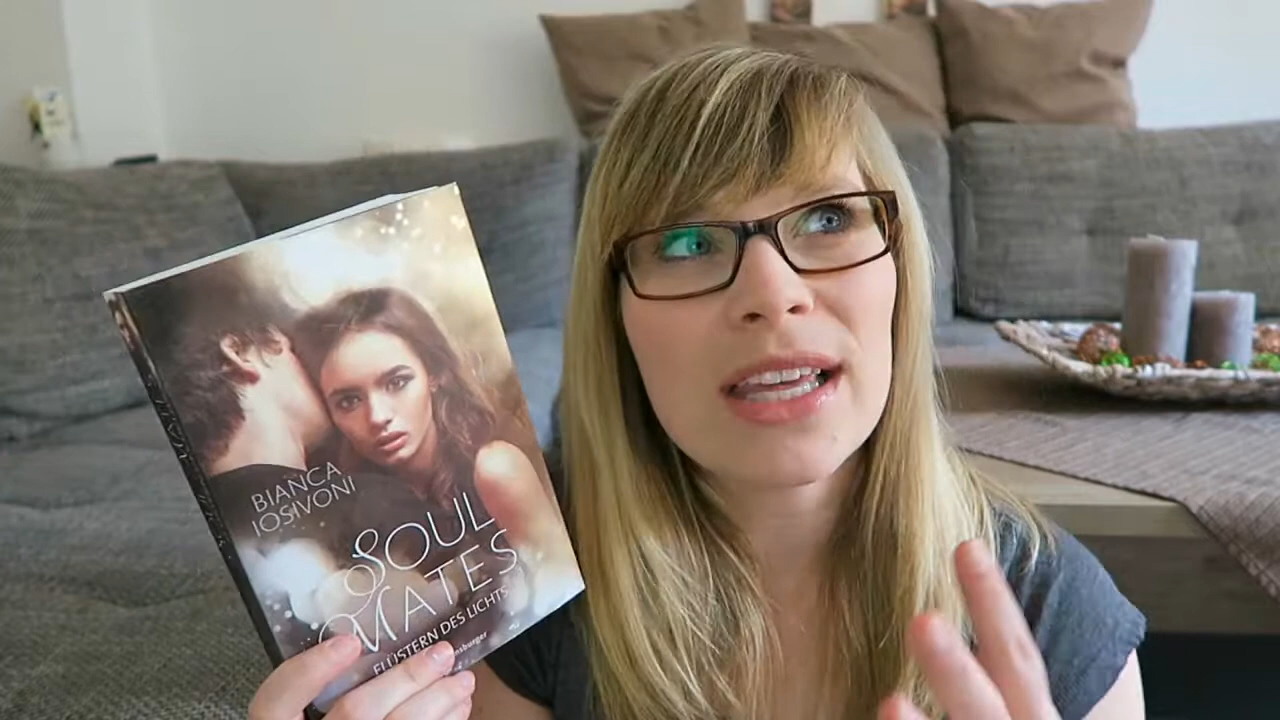 BIANCA
IOSIVONI
SOUL
MATES
FLÜSTERN DES LICHTS